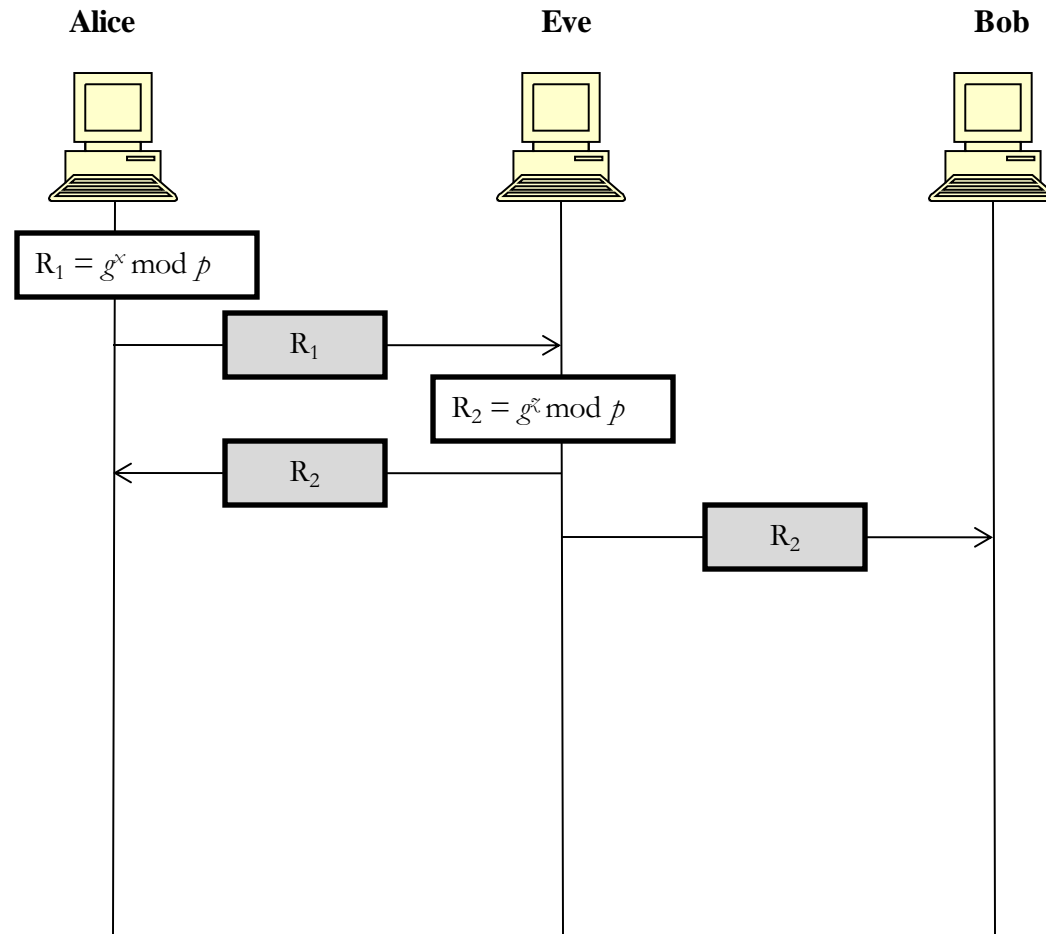 Alice
Eve
Bob
R₁ = gˣ mod p
R₁
R₂ = gᶻ mod p
R₂
R₂